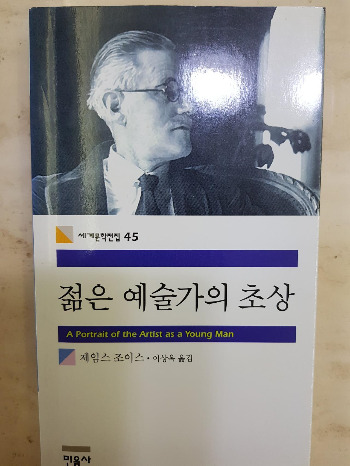 세계문학전집 45
젊은 예술가의 초상
A Portrait of the Artist as a Young Man
제임스 조이스 · 이상옥 옮김
민음사